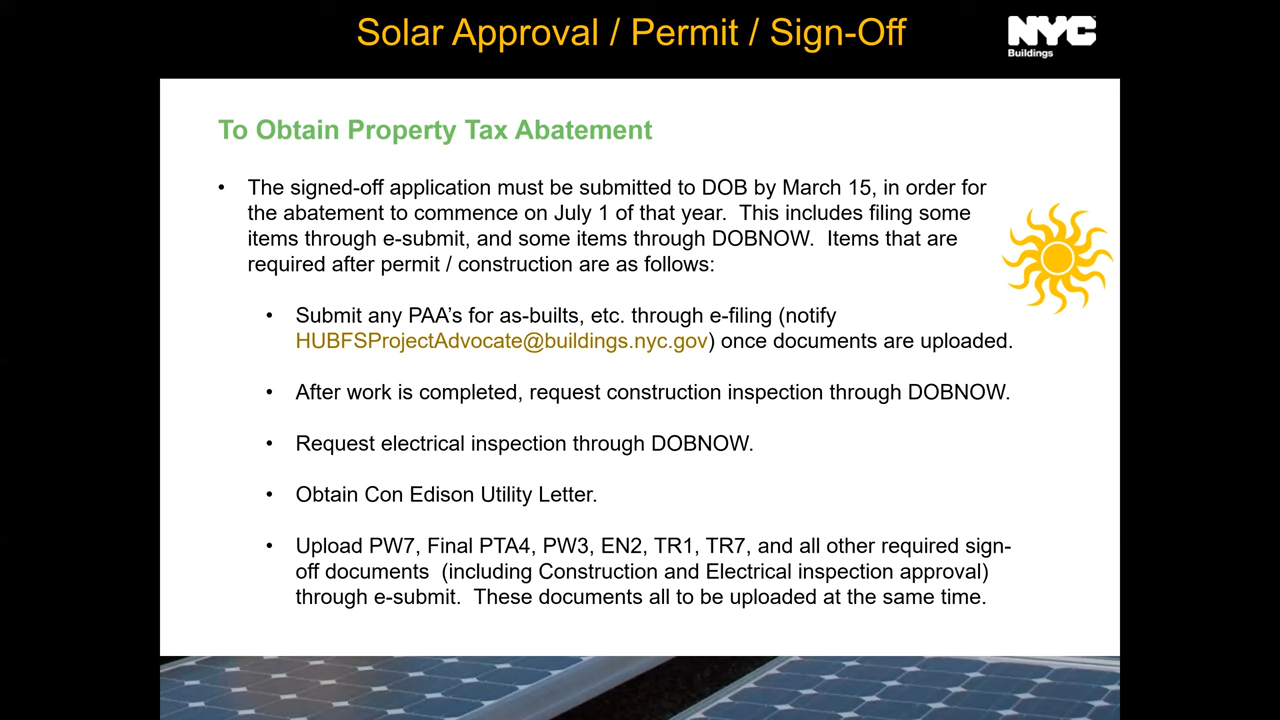 Solar Approval / Permit / Sign-Off
NYC
Buildings
To Obtain Property Tax Abatement
• The signed-off application must be submitted to DOB by March 15, in order for
the abatement to commence on July 1 of that year.  This includes filing some
items through e-submit, and some items through DOBNOW.  Items that are
required after permit / construction are as follows:
• Submit any PAA's for as-builts, etc. through e-filing (notify
HUBFSProjectAdvocate@buildings.nyc.gov) once documents are uploaded.
• After work is completed, request construction inspection through DOBNOW.
• Request electrical inspection through DOBNOW.
• Obtain Con Edison Utility Letter.
• Upload PW7, Final PTA4, PW3, EN2, TR1, TR7, and all other required sign-
off documents  (including Construction and Electrical inspection approval)
through e-submit.  These documents all to be uploaded at the same time.